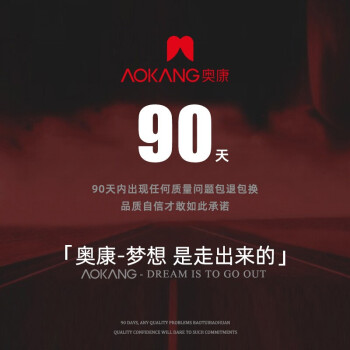 AOKANG奥康
90天
90天内出现任何质量问题包退包换
品质自信才敢如此承诺
「奥康-梦想 是走出来的」
AOKANG - DREAM IS TO GO OUT
90 DAYS, ANY QUALITY PROBLEMS BAOTUIBAOHUAN
QUALITY CONFIDENCE WILL DARE TO SUCH COMMITMENTS